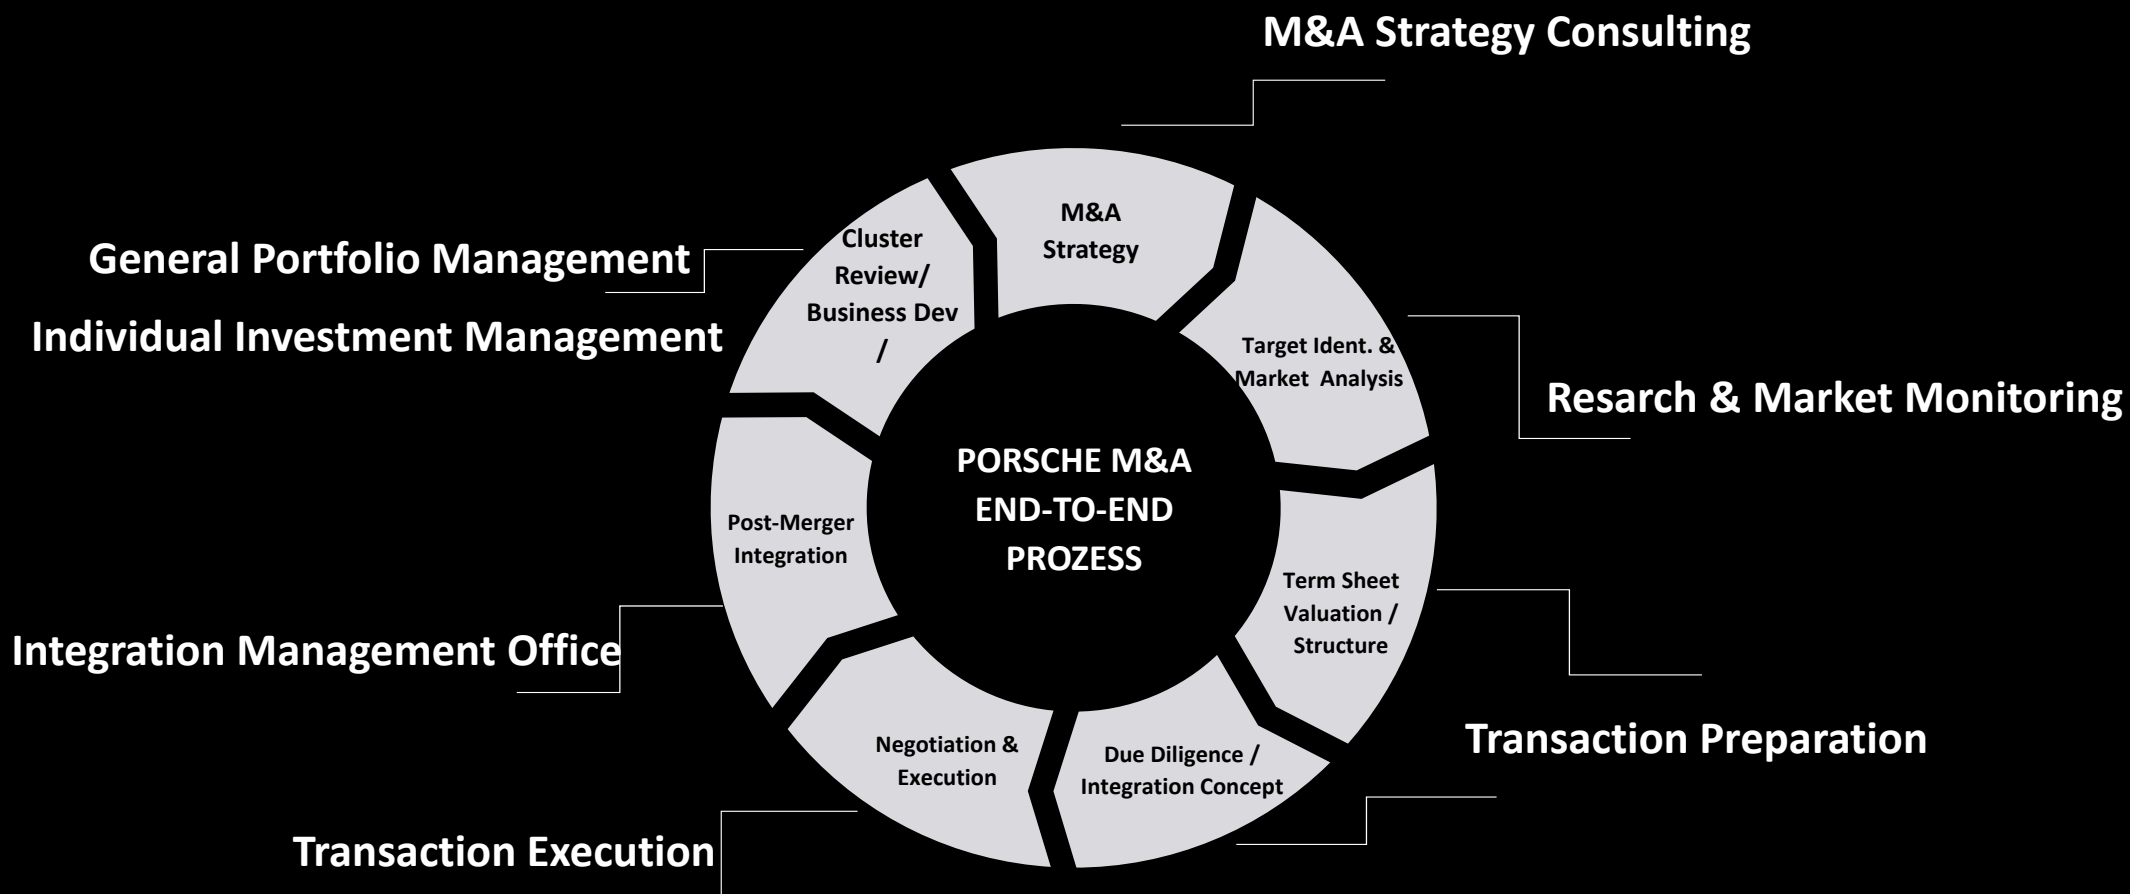 M&A Strategy Consulting
M&A
Strategy
General Portfolio Management
Individual Investment Management
Cluster
Review/
Business Dev
/
Target Ident. &
Market Analysis
Resarch & Market Monitoring
PORSCHE M&A
END-TO-END
PROZESS
Post-Merger
Integration
Term Sheet
Valuation /
Structure
Integration Management Office
Transaction Preparation
Negotiation &
Execution
Due Diligence /
Integration Concept
Transaction Execution